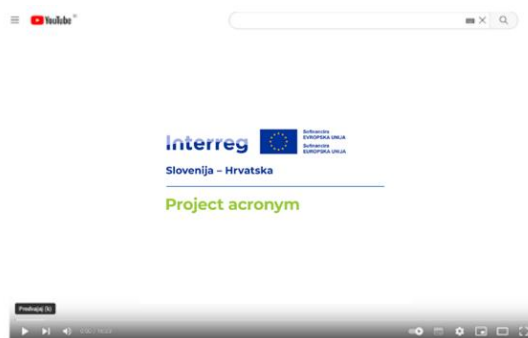 YouTube
Interreg
Sofinancira
EVROPSKA UNIJA
Sufinancira
EUROPSKA UNIJA
Slovenija – Hrvatska
Project acronym
Predvajaj (k)